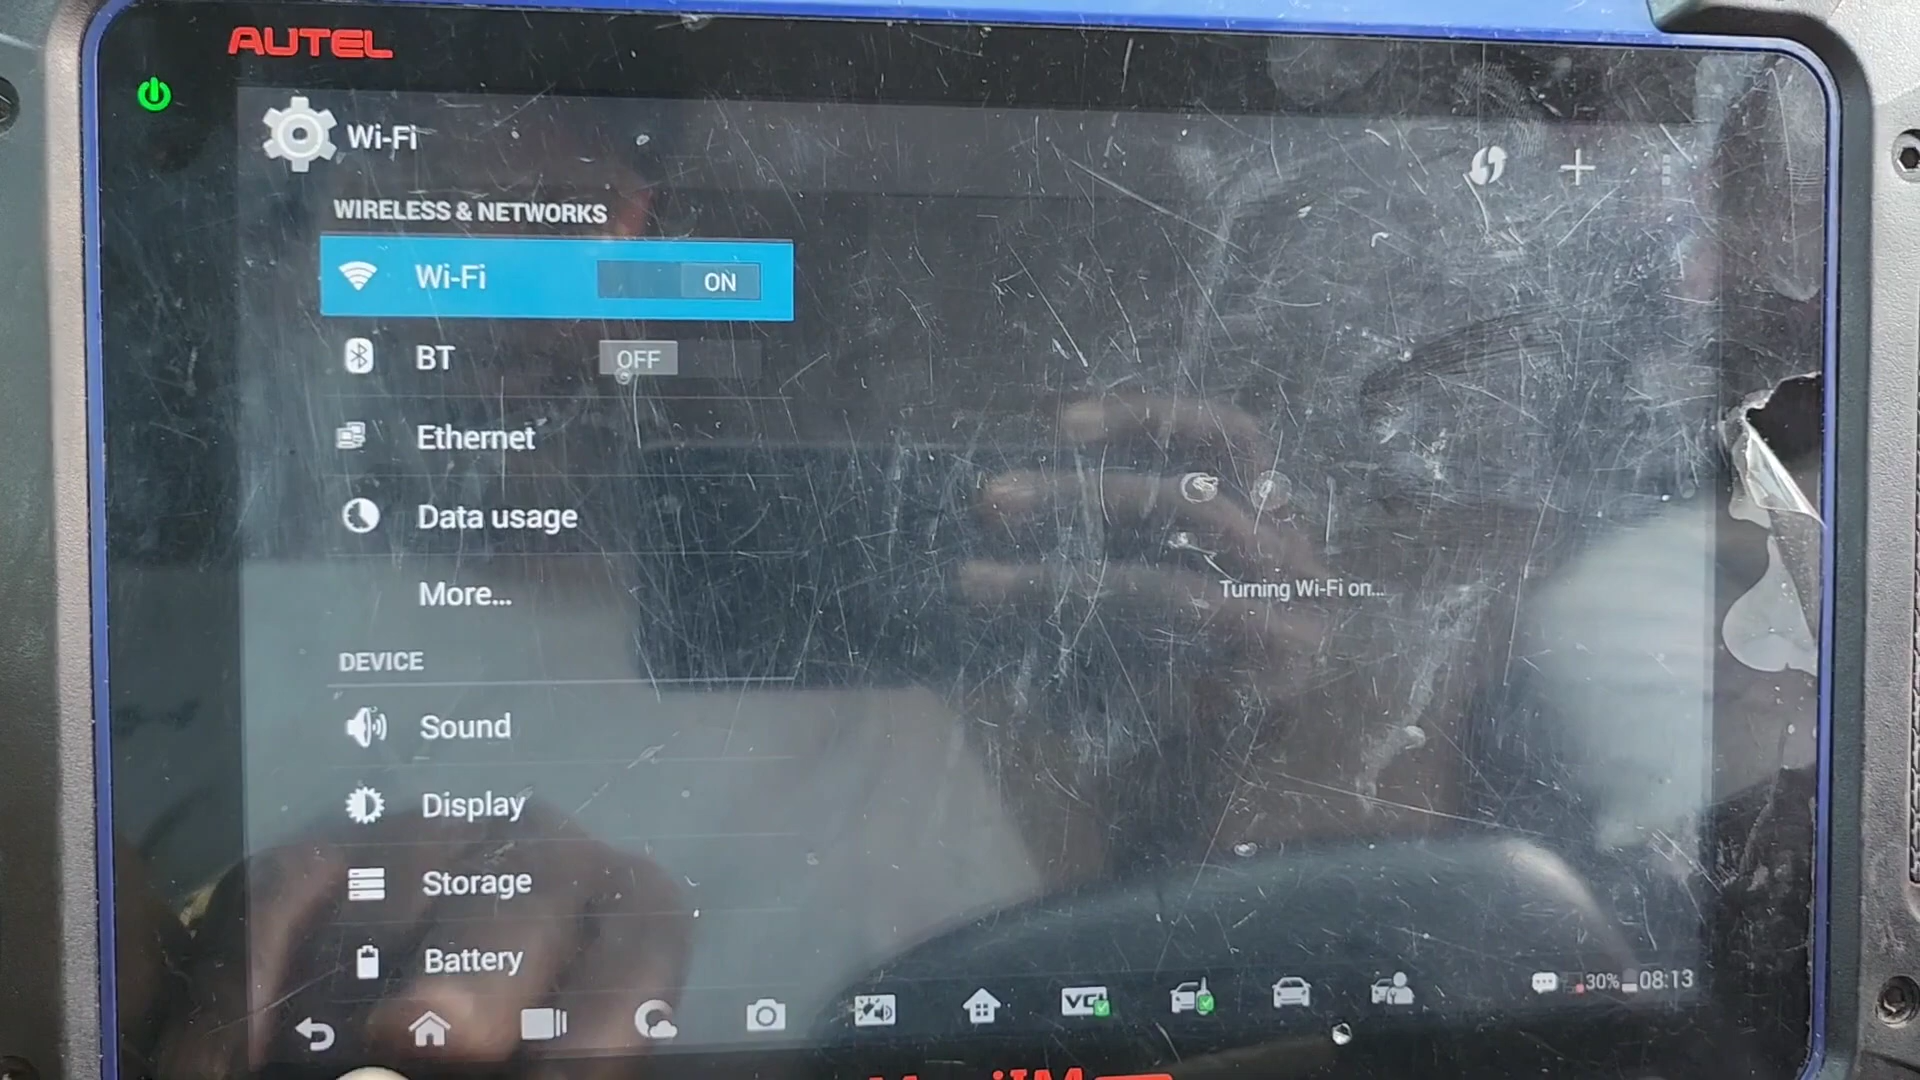 AUTEL
Wi-Fi
WIRELESS & NETWORKS
Wi-Fi ON
BT OFF
Ethernet
Data usage
More...
Turning Wi-Fi on...
DEVICE
Sound
Display
Storage
Battery
VCI
30% 08:13